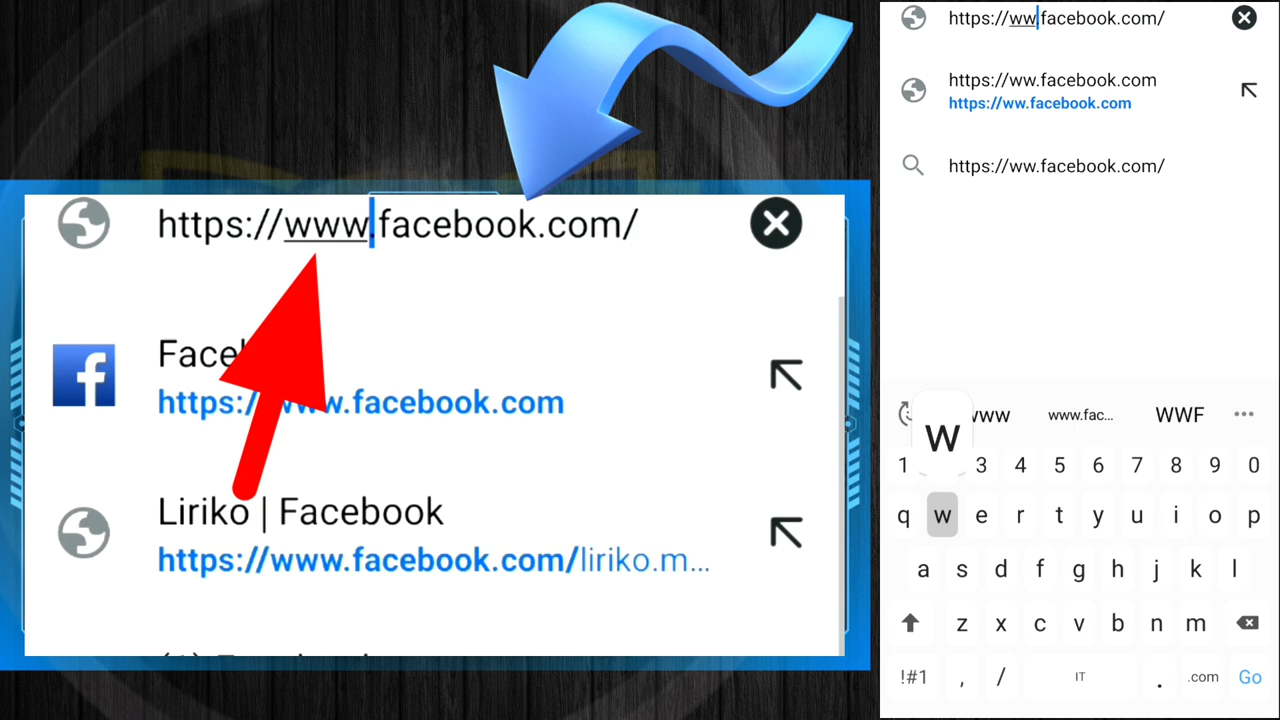 https://www.facebook.com/
https://www.facebook.com
Liriko | Facebook
https://www.facebook.com/liriko.m...
https://ww.facebook.com/
https://ww.facebook.com
https://ww.facebook.com
https://ww.facebook.com/
www www.fac... WWF
w
1 3 4 5 6 7 8 9 0
q w e r t y u i o p
a s d f g h j k l
z x c v b n m
!#1 , / IT . .com Go